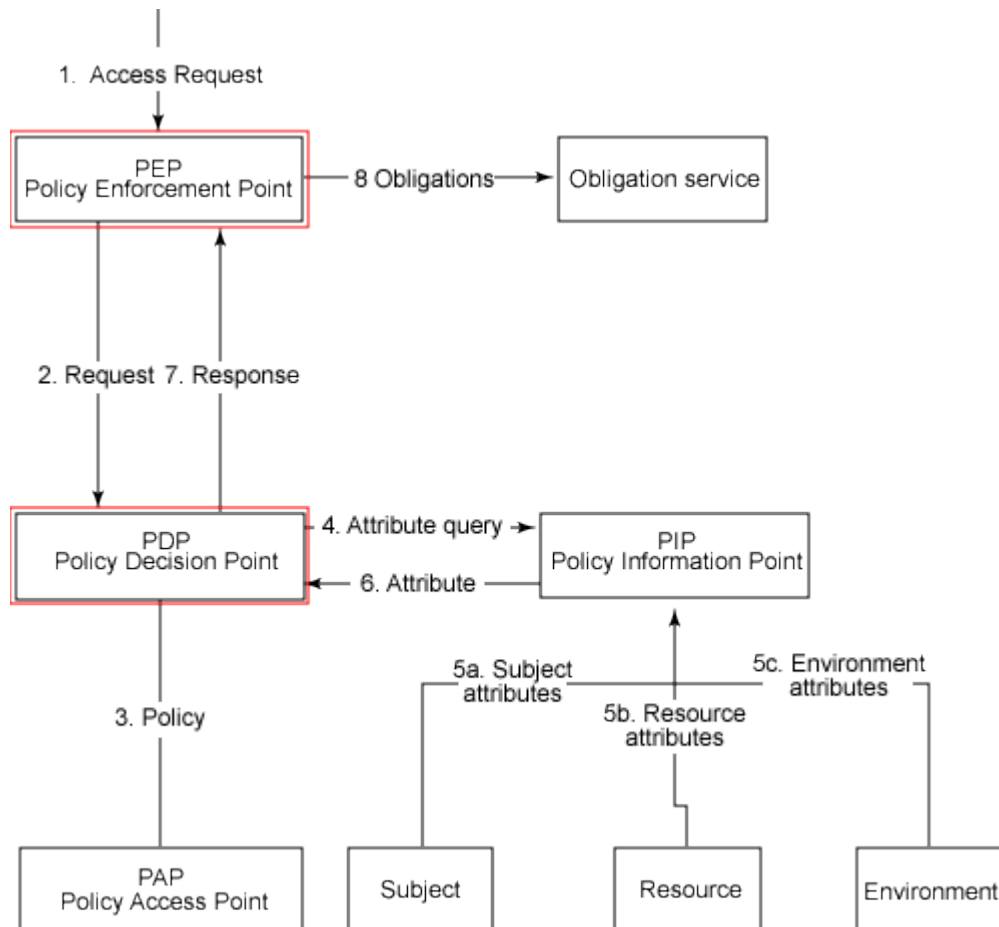 1. Access Request
PEP
Policy Enforcement Point
8 Obligations
Obligation service
2. Request
7. Response
PDP
Policy Decision Point
4. Attribute query
6. Attribute
PIP
Policy Information Point
3. Policy
5a. Subject
attributes
5b. Resource
attributes
5c. Environment
attributes
PAP
Policy Access Point
Subject
Resource
Environment